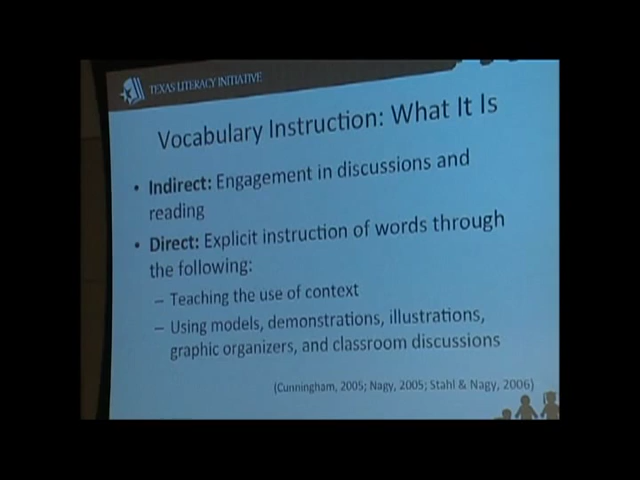 TEXAS LITERACY INITIATIVE
Vocabulary Instruction: What It Is
• Indirect: Engagement in discussions and
reading
• Direct: Explicit instruction of words through
the following:
– Teaching the use of context
– Using models, demonstrations, illustrations,
graphic organizers, and classroom discussions
(Cunningham, 2005; Nagy, 2005; Stahl & Nagy, 2006)